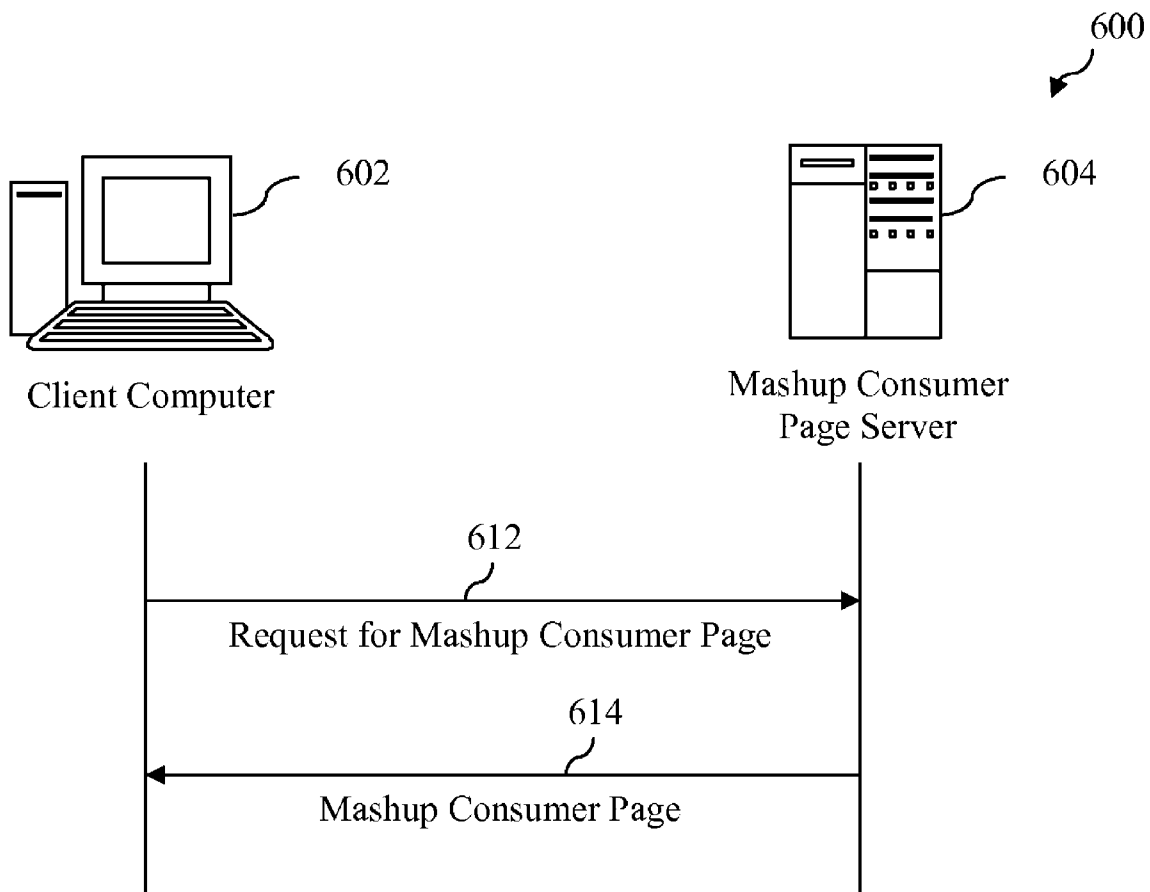 600
602
604
Client Computer
Mashup Consumer
Page Server
612
Request for Mashup Consumer Page
614
Mashup Consumer Page